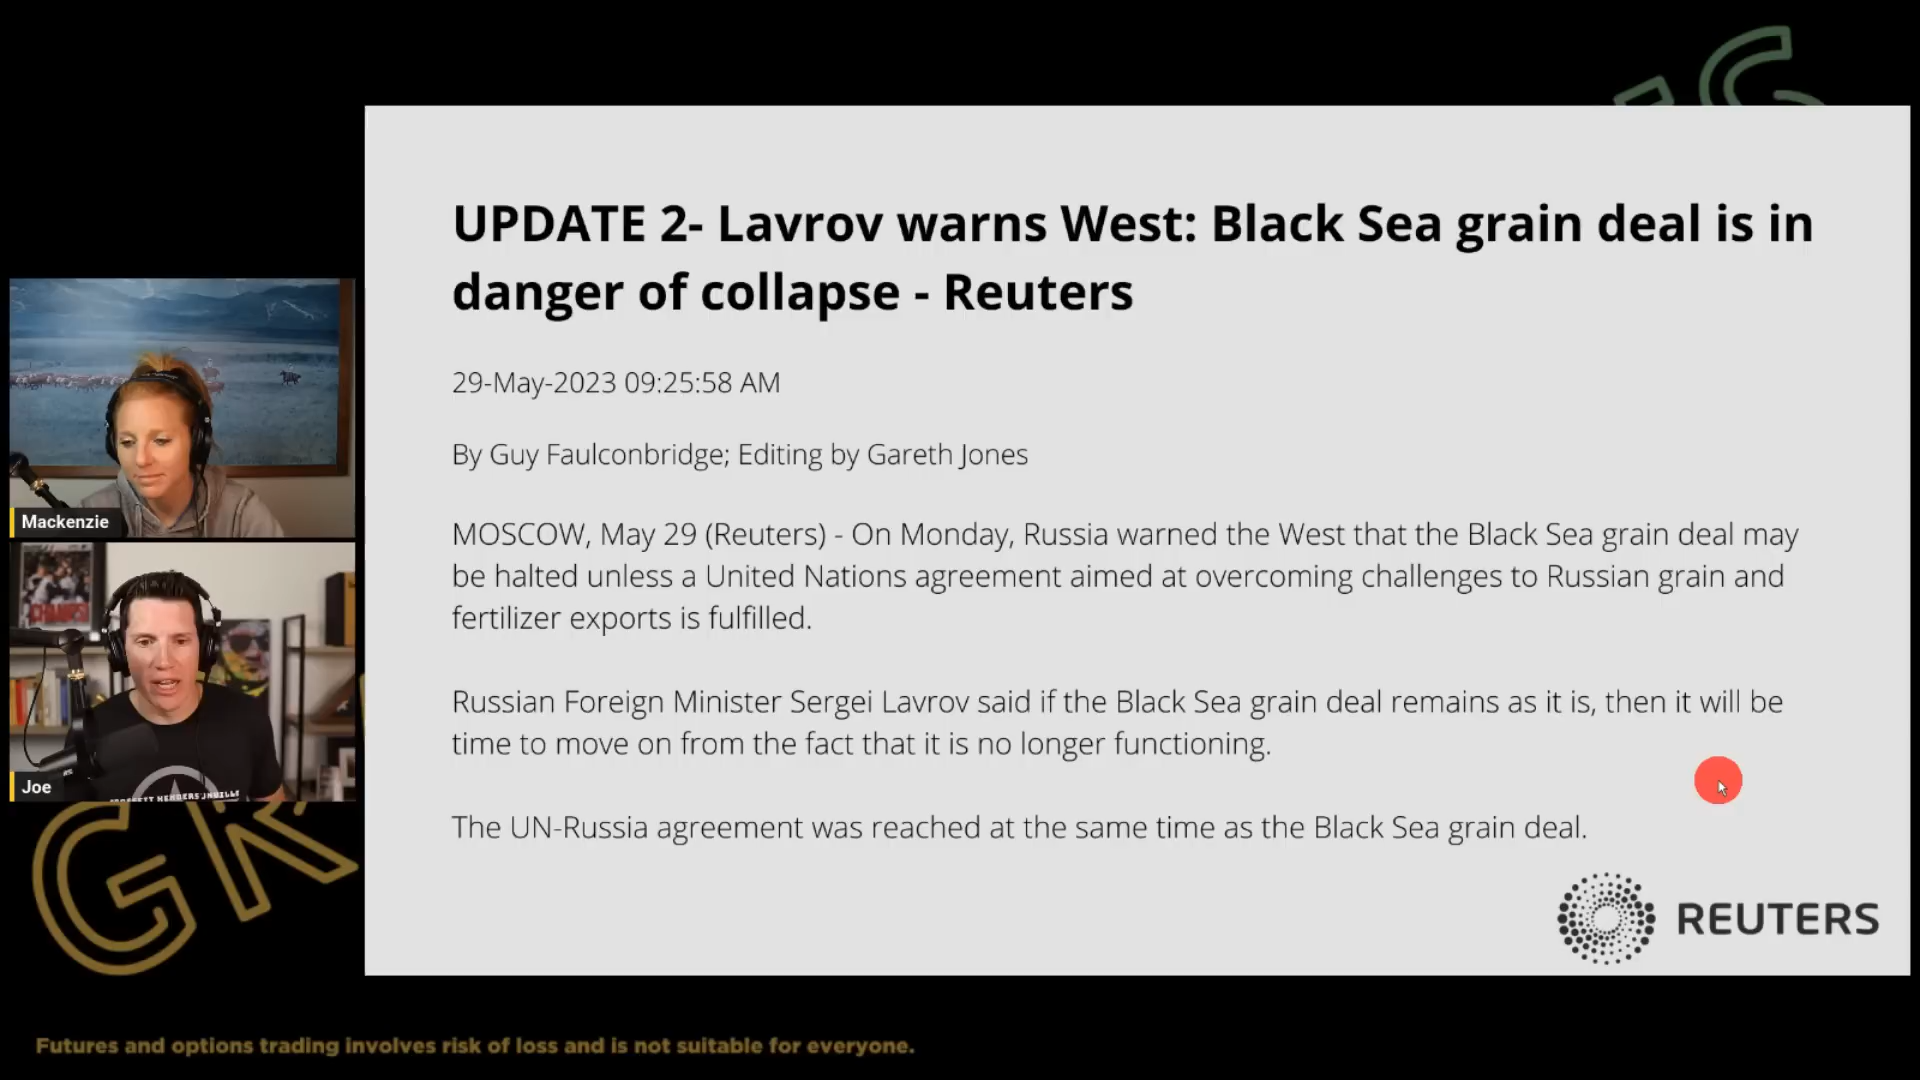 UPDATE 2- Lavrov warns West: Black Sea grain deal is in
danger of collapse - Reuters
29-May-2023 09:25:58 AM
By Guy Faulconbridge; Editing by Gareth Jones
MOSCOW, May 29 (Reuters) - On Monday, Russia warned the West that the Black Sea grain deal may
be halted unless a United Nations agreement aimed at overcoming challenges to Russian grain and
fertilizer exports is fulfilled.
Russian Foreign Minister Sergei Lavrov said if the Black Sea grain deal remains as it is, then it will be
time to move on from the fact that it is no longer functioning.
The UN-Russia agreement was reached at the same time as the Black Sea grain deal.
REUTERS
Mackenzie
Joe
GR
Futures and options trading involves risk of loss and is not suitable for everyone.